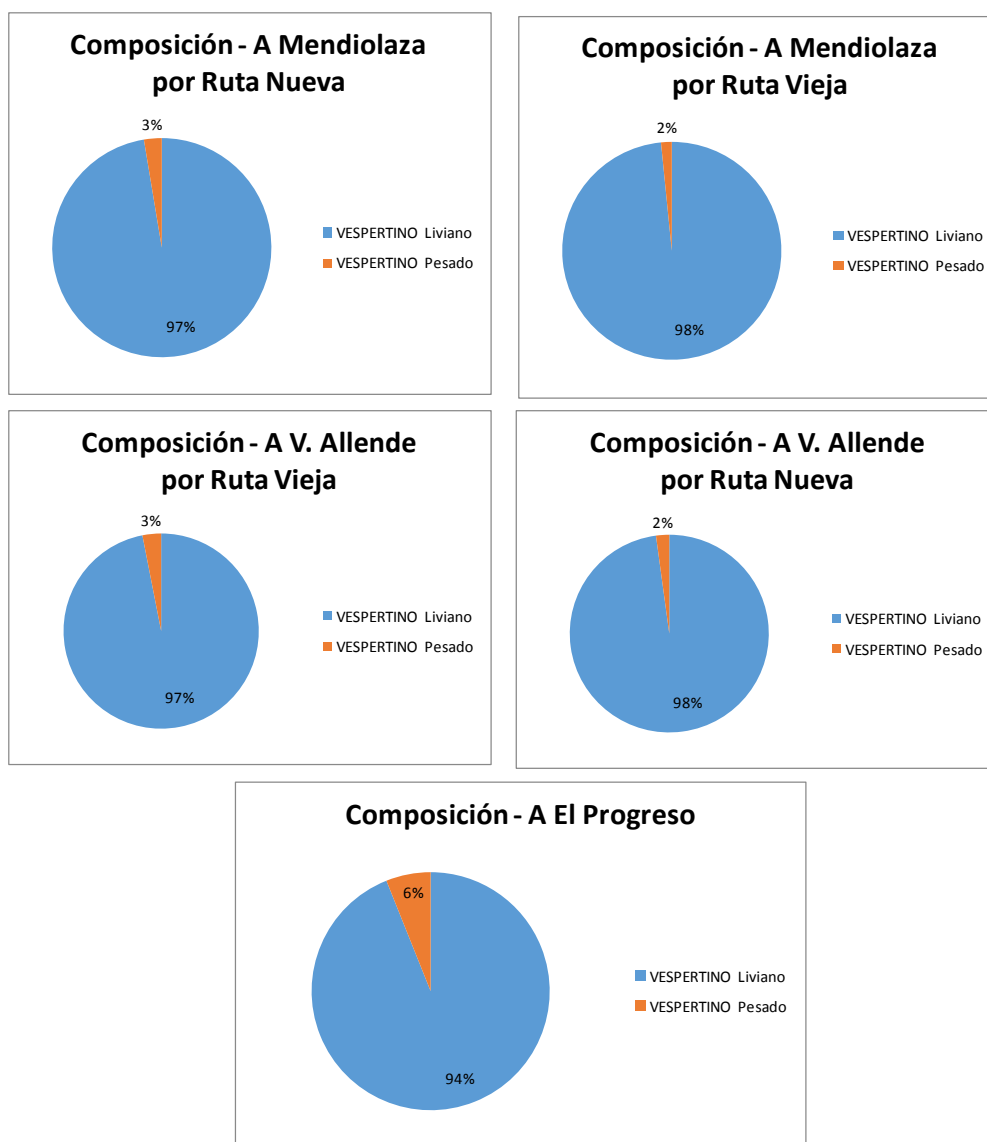 Composición - A Mendiolaza
por Ruta Nueva
3%
97%
VESPERTINO Liviano
VESPERTINO Pesado
Composición - A Mendiolaza
por Ruta Vieja
2%
98%
VESPERTINO Liviano
VESPERTINO Pesado
Composición - A V. Allende
por Ruta Vieja
3%
97%
VESPERTINO Liviano
VESPERTINO Pesado
Composición - A V. Allende
por Ruta Nueva
2%
98%
VESPERTINO Liviano
VESPERTINO Pesado
Composición - A El Progreso
6%
94%
VESPERTINO Liviano
VESPERTINO Pesado